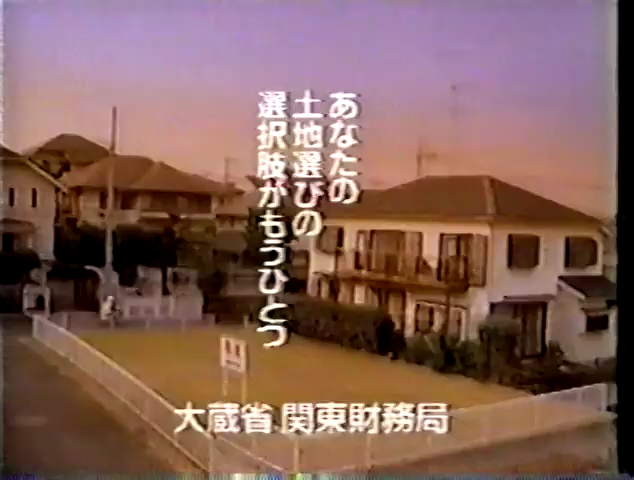 あなたの
土地選びの
選択肢がもうひとつ
大蔵省 関東財務局